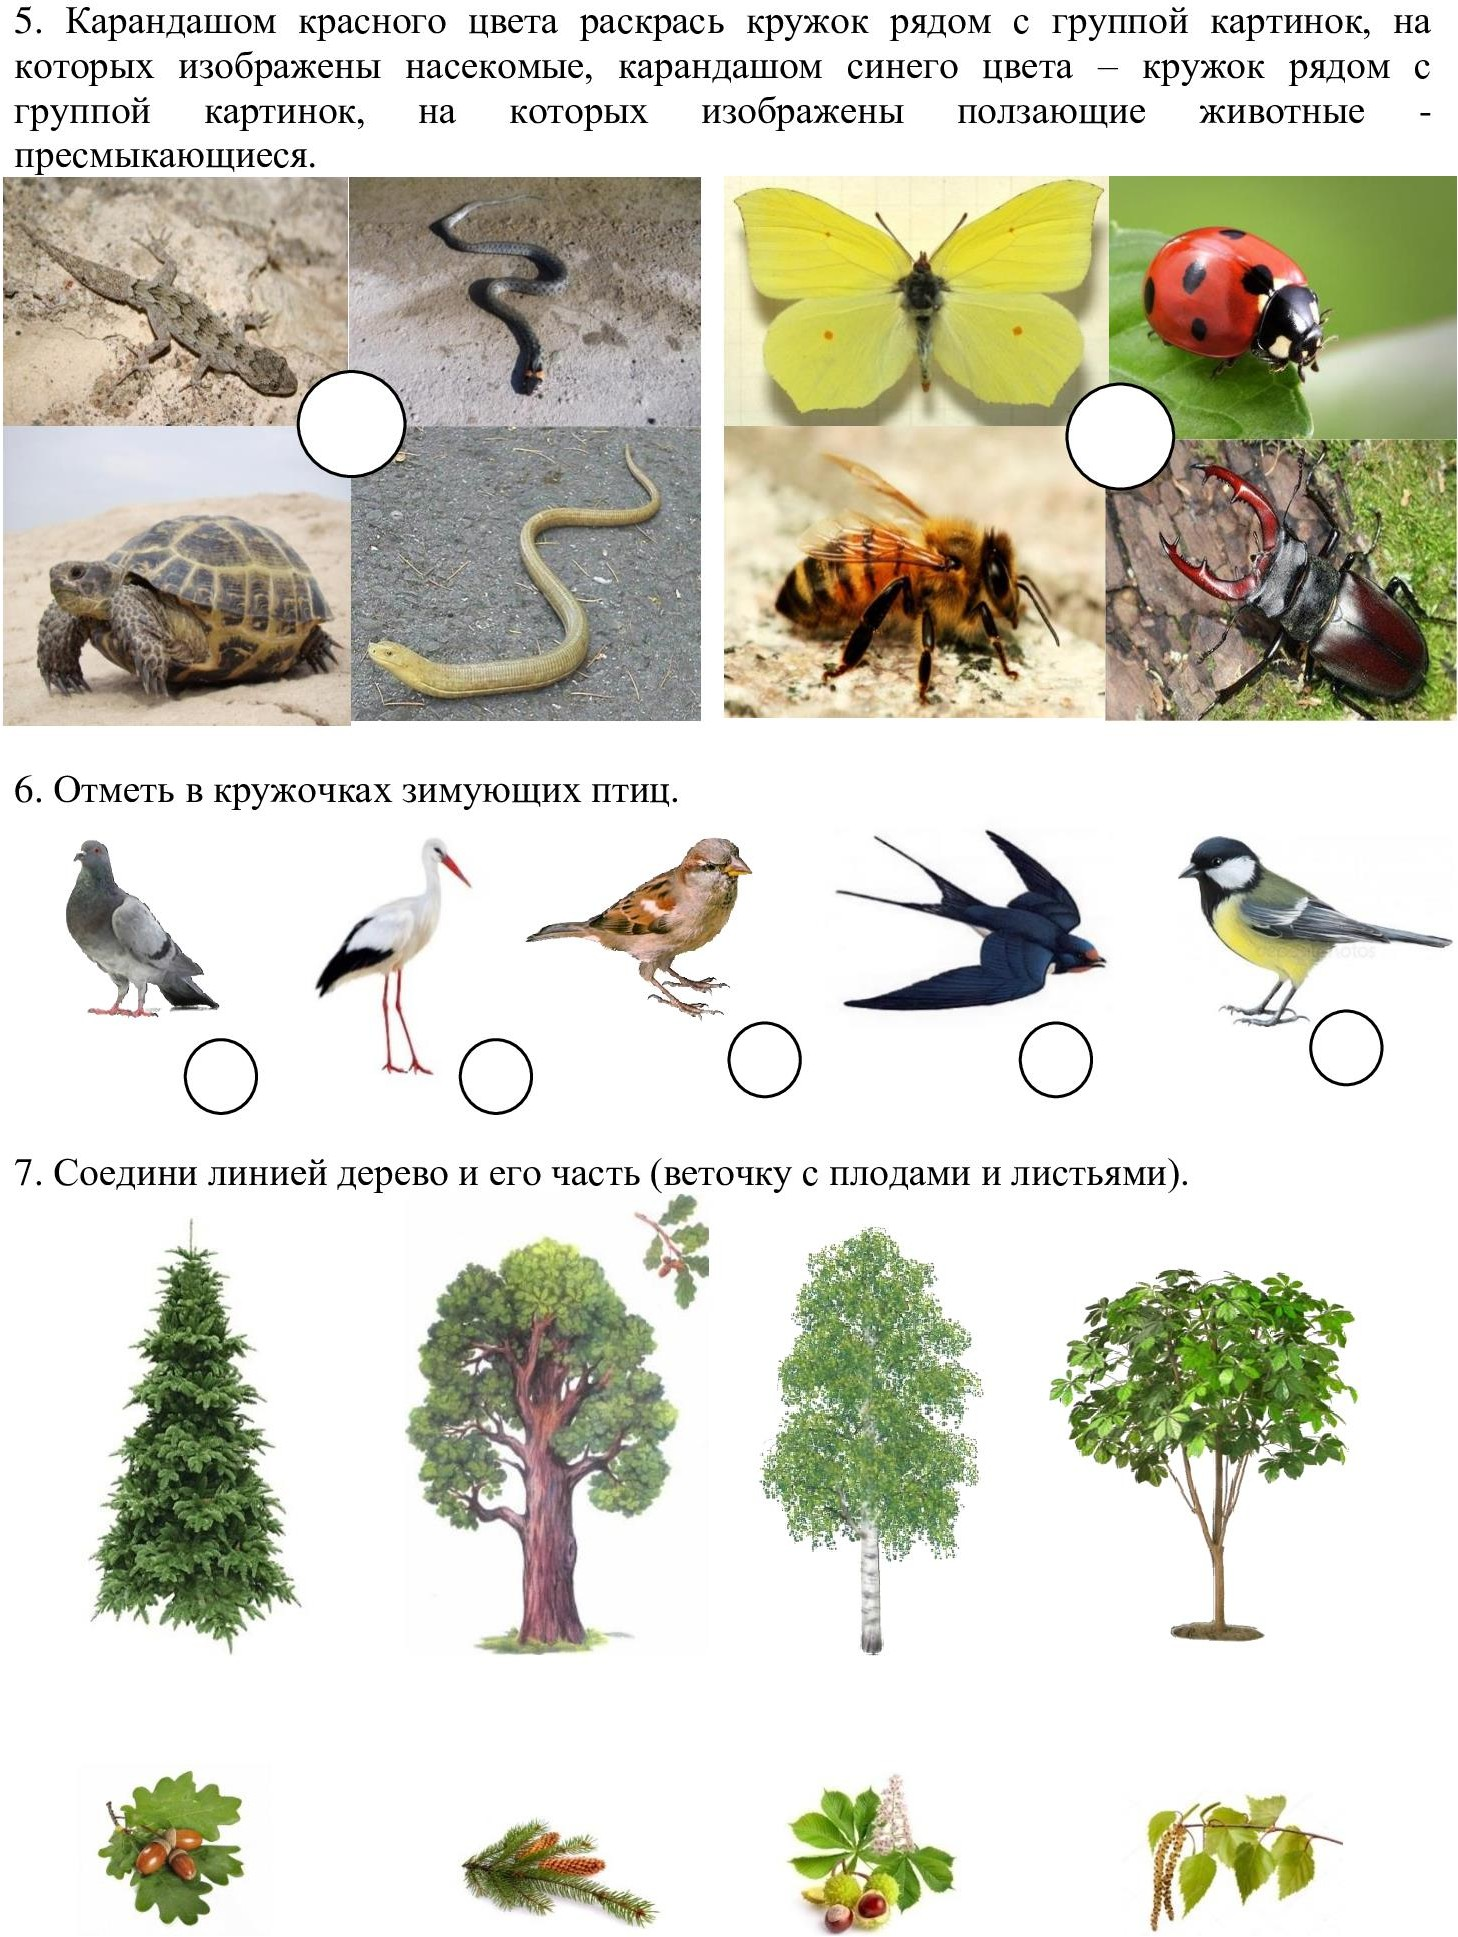 5. Карандашом красного цвета раскрась кружок рядом с группой картинок, на
которых изображены насекомые, карандашом синего цвета – кружок рядом с
группой картинок, на которых изображены ползающие животные -
пресмыкающиеся.
6. Отметь в кружочках зимующих птиц.
7. Соедини линией дерево и его часть (веточку с плодами и листьями).